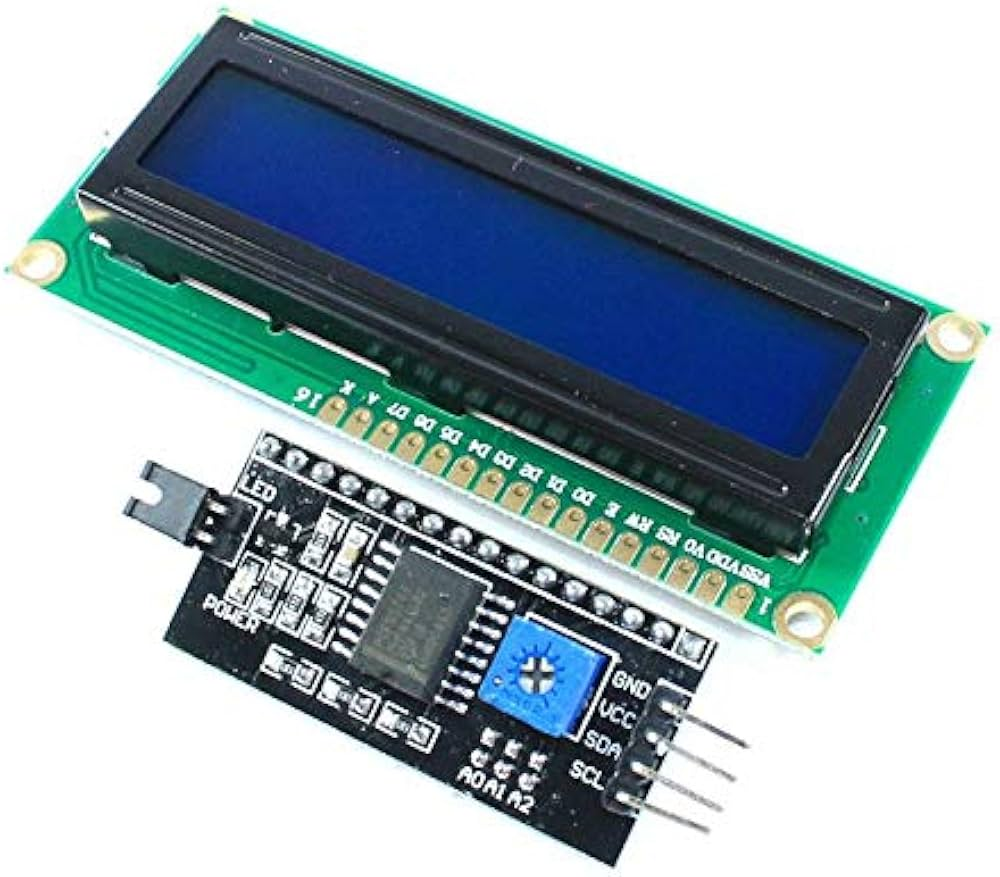 16 K A D7 D6 D5 D4 D3 D2 D1 D0 E RW RS V0 VDD VSS 1
LED
POWER
GND
VCC
SDA
SCL
A0 A1 A2